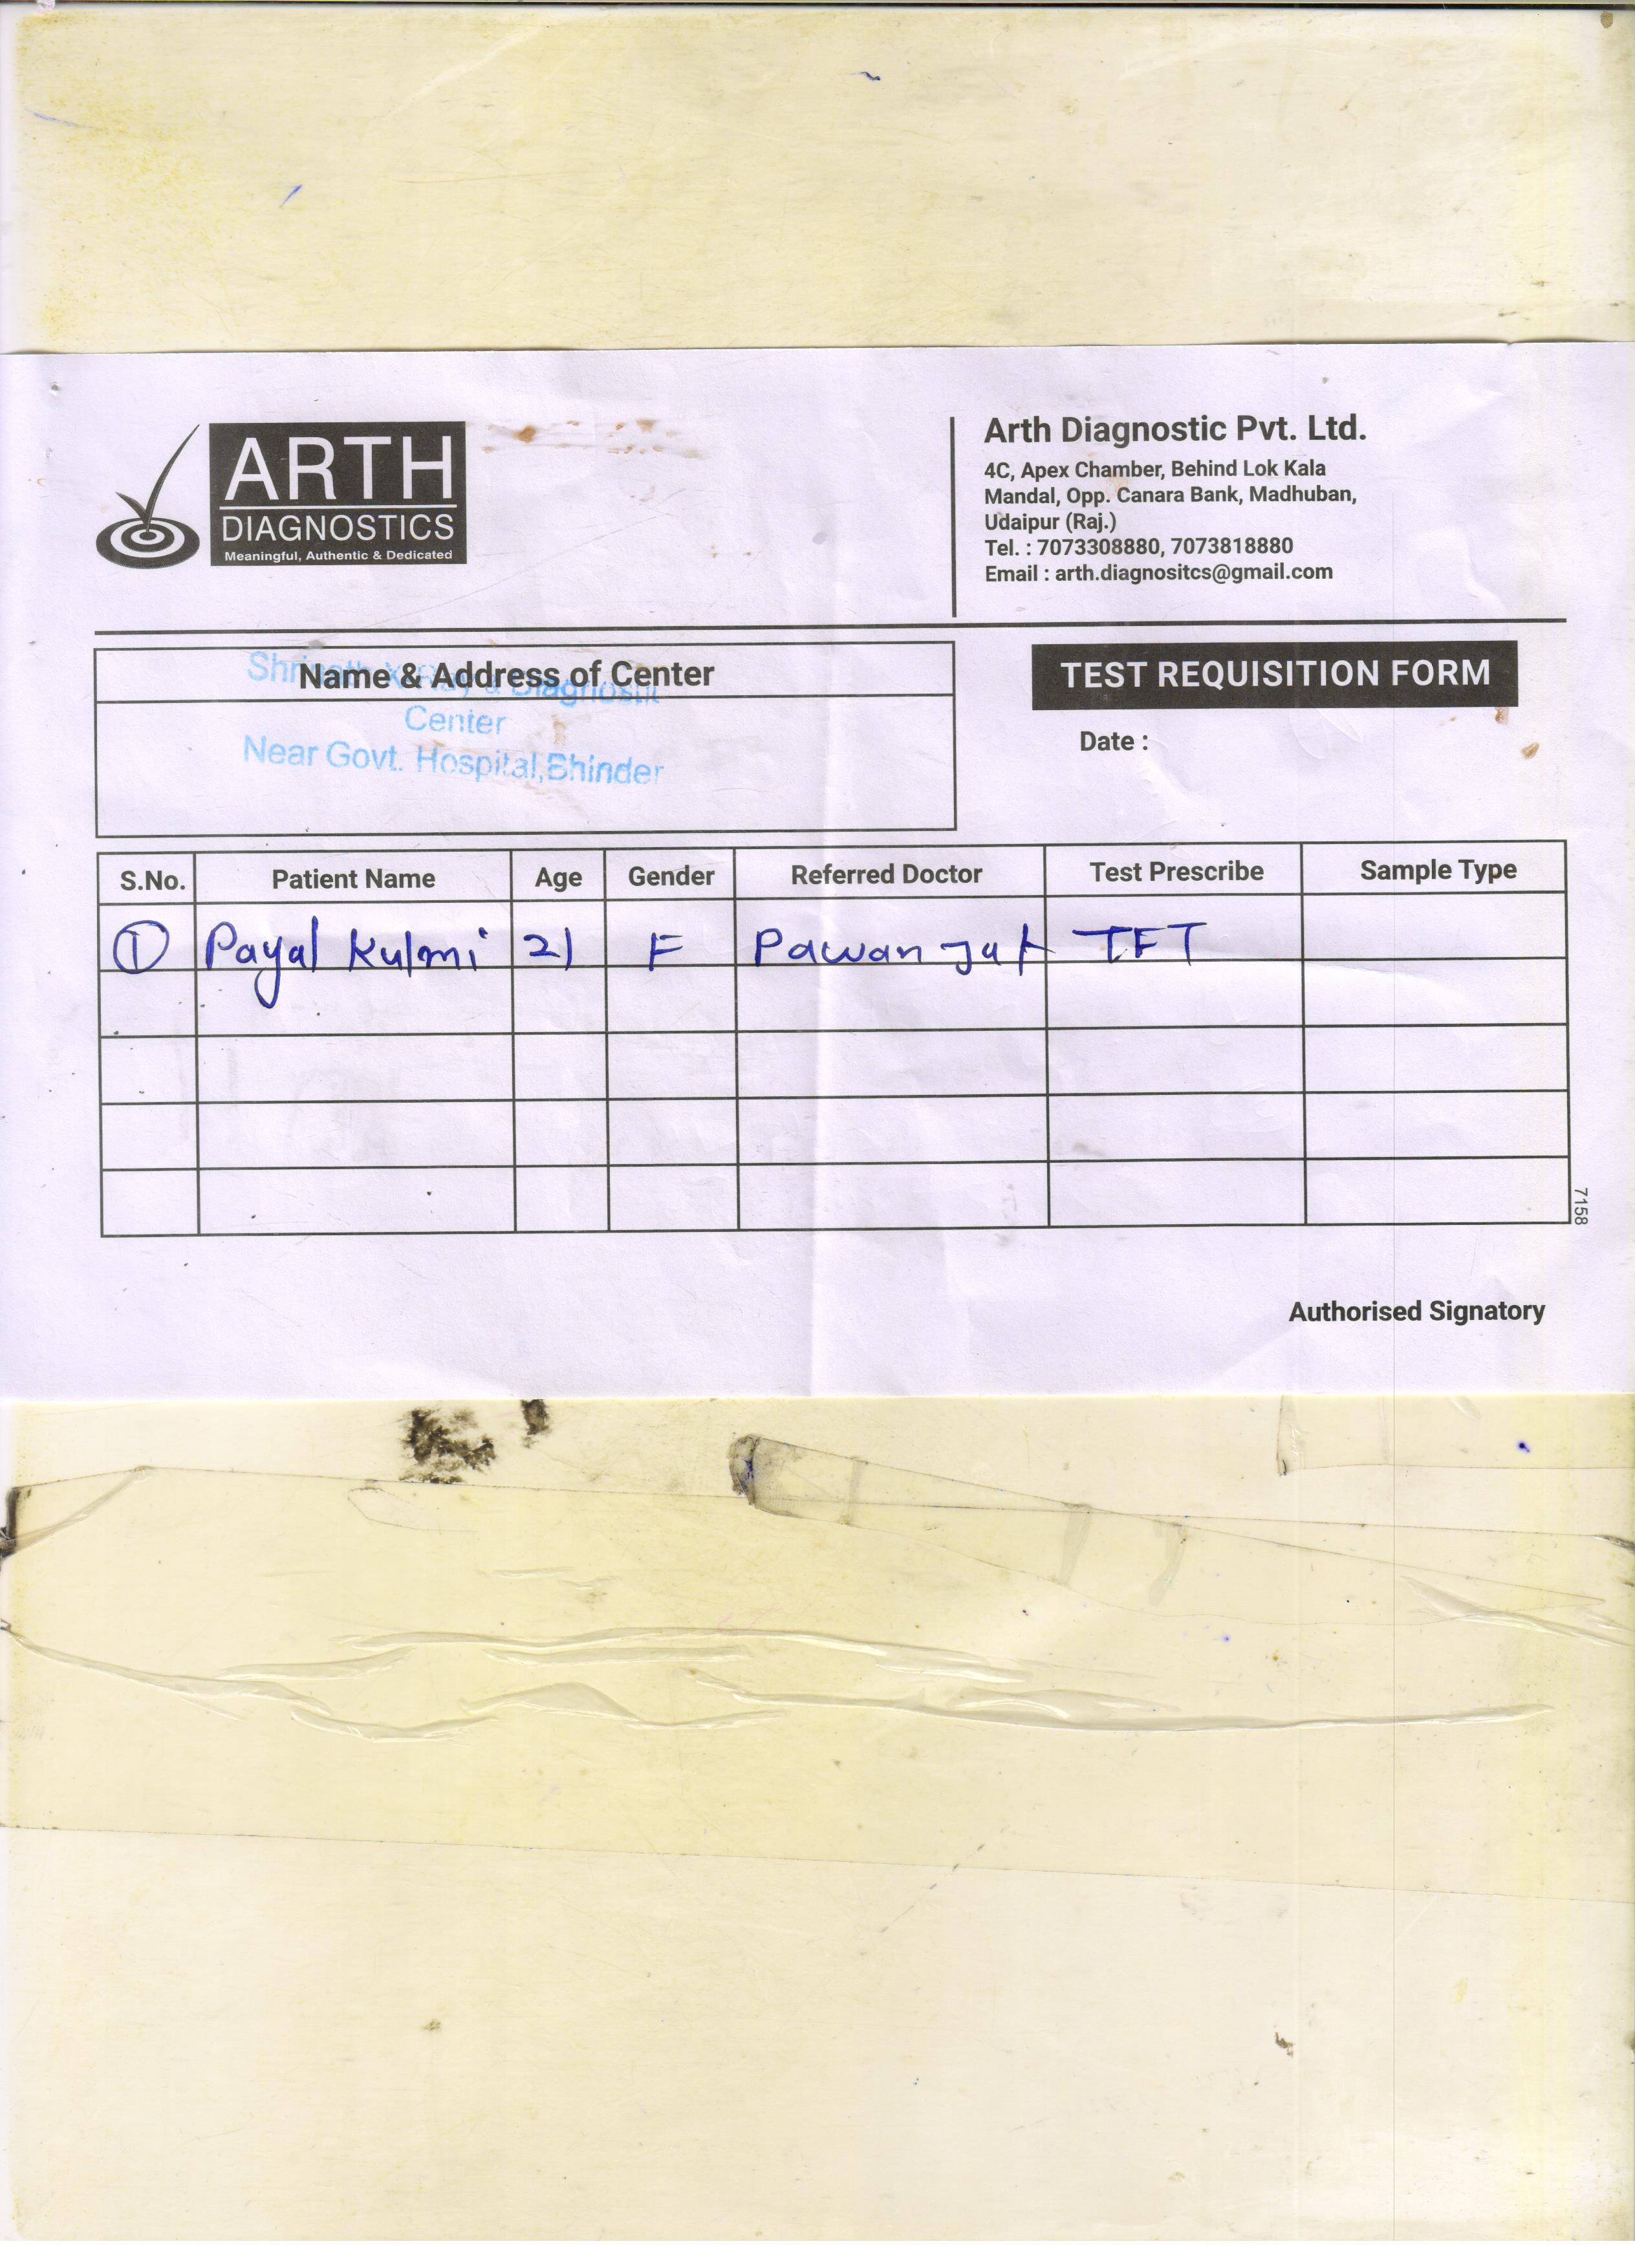 ARTH
DIAGNOSTICS
Meaningful, Authentic & Dedicated
Arth Diagnostic Pvt. Ltd.
4C, Apex Chamber, Behind Lok Kala
Mandal, Opp. Canara Bank, Madhuban,
Udaipur (Raj.)
Tel. : 7073308880, 7073818880
Email : arth.diagnositcs@gmail.com
Name & Address of Center
Center
Near Govt. Hospital, Bhinder
TEST REQUISITION FORM
Date :
S.No. Patient Name Age Gender Referred Doctor Test Prescribe Sample Type
1 Payal Kulmi 21 F Pawan Jat TFT
7158
Authorised Signatory